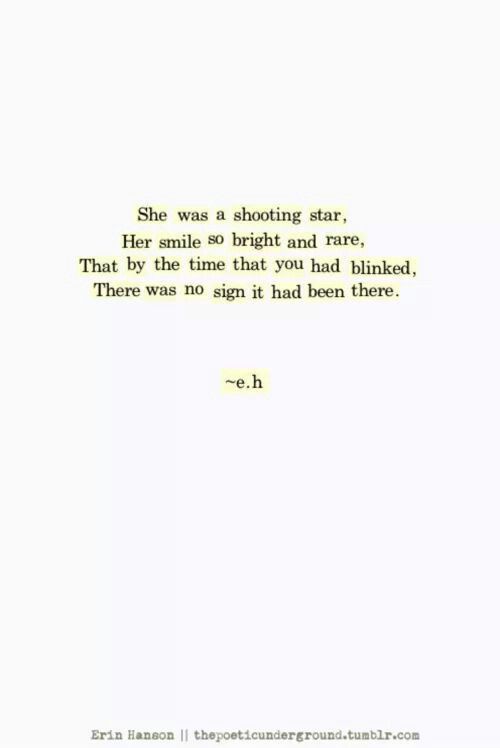 She was a shooting star,
Her smile so bright and rare,
That by the time that you had blinked,
There was no sign it had been there.
~e.h
Erin Hanson || thepoeticunderground.tumblr.com